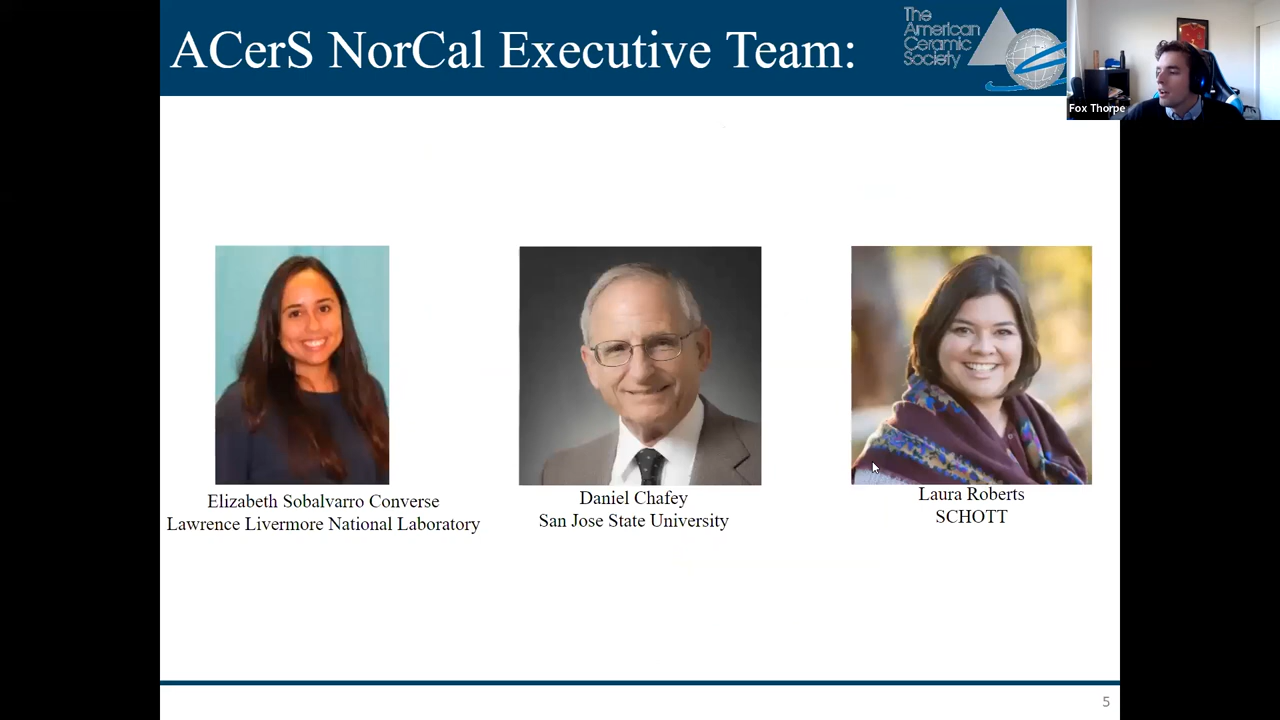 ACerS NorCal Executive Team:
The
American
Ceramic
Society
Fox Thorpe
Elizabeth Sobalvarro Converse
Lawrence Livermore National Laboratory
Daniel Chafey
San Jose State University
Laura Roberts
SCHOTT
5